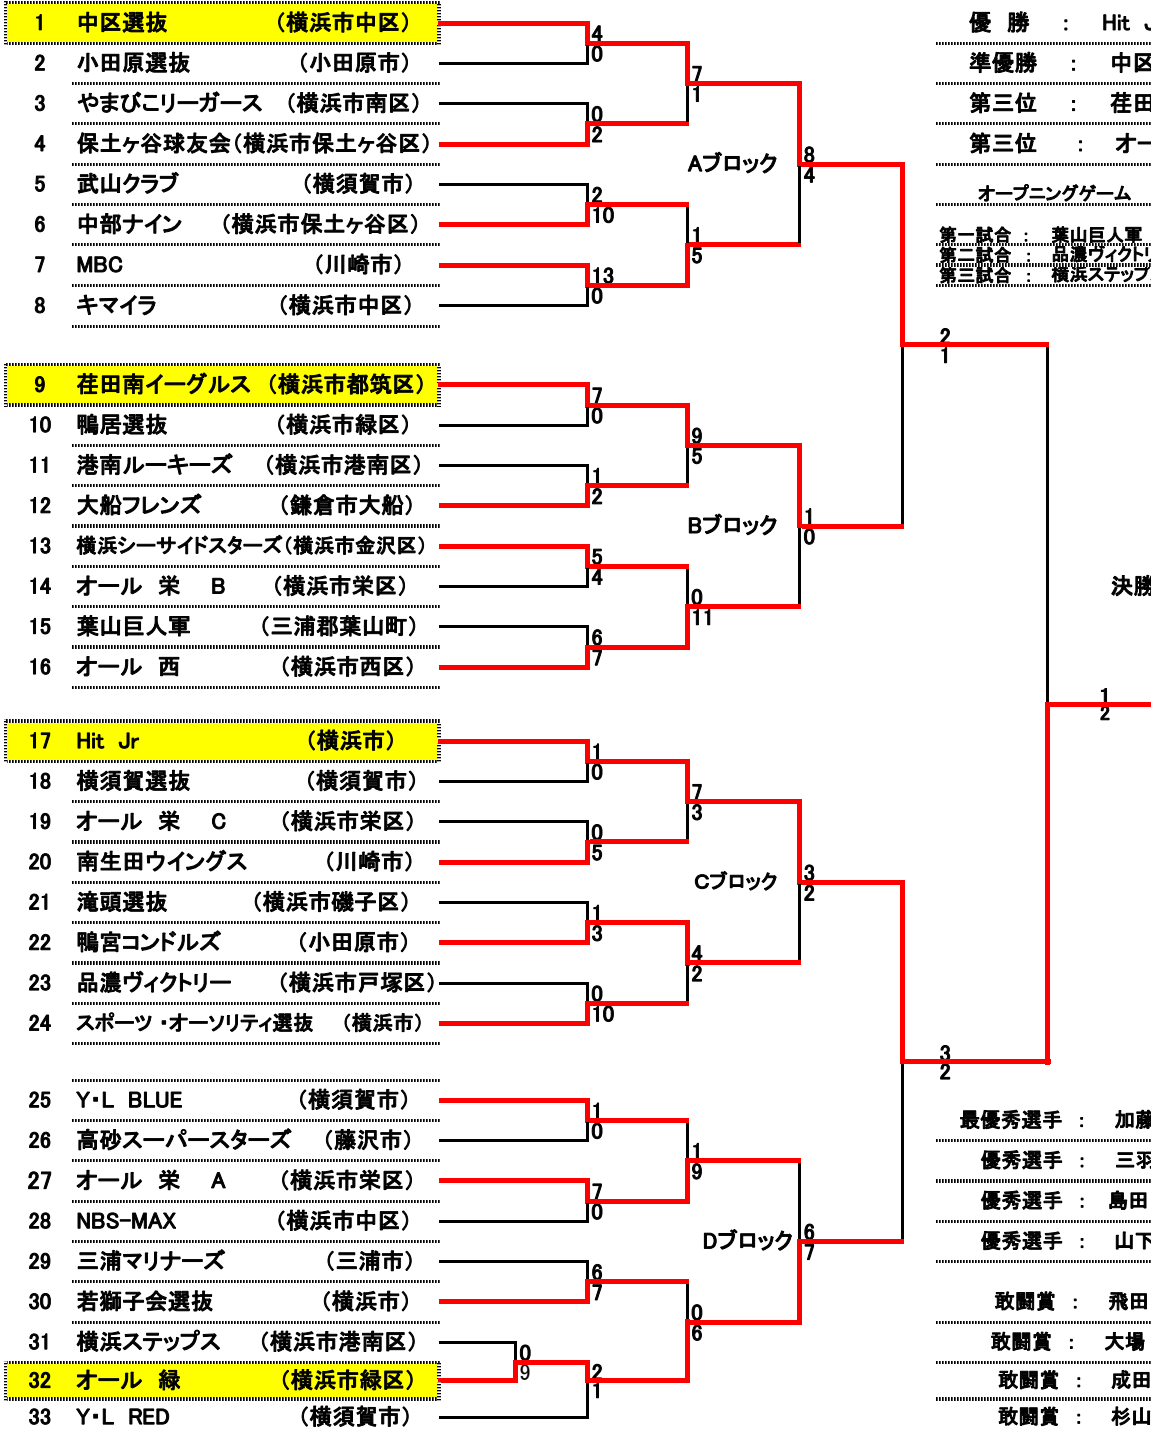 1 中区選抜 （横浜市中区）
2 小田原選抜 （小田原市）
3 やまびこリーガース （横浜市南区）
4 保土ヶ谷球友会（横浜市保土ヶ谷区）
5 武山クラブ （横須賀市）
6 中部ナイン （横浜市保土ヶ谷区）
7 MBC （川崎市）
8 キマイラ （横浜市中区）
4
0
0
2
2
10
13
0
7
1
1
5
Aブロック
8
4
9 荏田南イーグルス （横浜市都筑区）
10 鴨居選抜 （横浜市緑区）
11 港南ルーキーズ （横浜市港南区）
12 大船フレンズ （鎌倉市大船）
13 横浜シーサイドスターズ（横浜市金沢区）
14 オール 栄 B （横浜市栄区）
15 葉山巨人軍 （三浦郡葉山町）
16 オール 西 （横浜市西区）
7
0
1
2
5
4
6
7
9
5
0
11
Bブロック
1
0
2
1
17 Hit Jr （横浜市）
18 横須賀選抜 （横須賀市）
19 オール 栄 C （横浜市栄区）
20 南生田ウイングス （川崎市）
21 滝頭選抜 （横浜市磯子区）
22 鴨宮コンドルズ （小田原市）
23 品濃ヴィクトリー （横浜市戸塚区）
24 スポーツ・オーソリティ選抜 （横浜市）
1
0
0
5
1
3
0
10
7
3
4
2
Cブロック
3
2
25 Y・L BLUE （横須賀市）
26 高砂スーパースターズ （藤沢市）
27 オール 栄 A （横浜市栄区）
28 NBS-MAX （横浜市中区）
29 三浦マリナーズ （三浦市）
30 若獅子会選抜 （横浜市）
31 横浜ステップス （横浜市港南区）
32 オール 緑 （横浜市緑区）
33 Y・L RED （横須賀市）
1
0
7
0
6
7
0
9
2
1
1
9
0
6
Dブロック
6
7
3
2
1
2
優 勝 ： Hit J
準優勝 ： 中区
第三位 ： 荏田
第三位 ： オー
オープニングゲーム
第一試合 ： 葉山巨人軍
第二試合 ： 品濃ヴィクトリ
第三試合 ： 横浜ステップ
決勝
最優秀選手 ： 加藤
優秀選手 ： 三羽
優秀選手 ： 島田
優秀選手 ： 山下
敢闘賞 ： 飛田
敢闘賞 ： 大場
敢闘賞 ： 成田
敢闘賞 ： 杉山